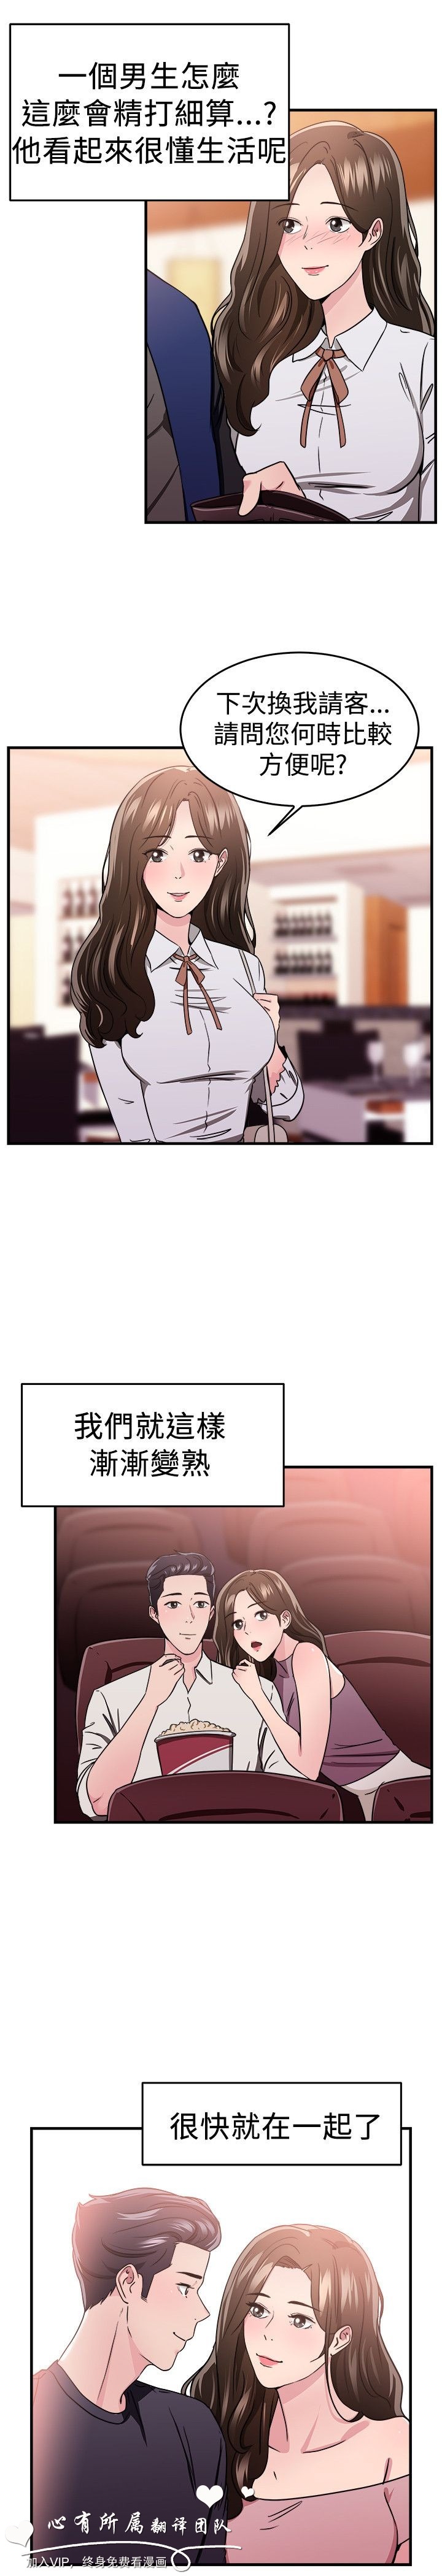 一個男生怎麼
這麼會精打細算...?
他看起來很懂生活呢
下次換我請客...
請問您何時比較
方便呢?
我們就這樣
漸漸變熟
很快就在一起了
心有所属翻译团队
加入VIP，终身免费看漫画